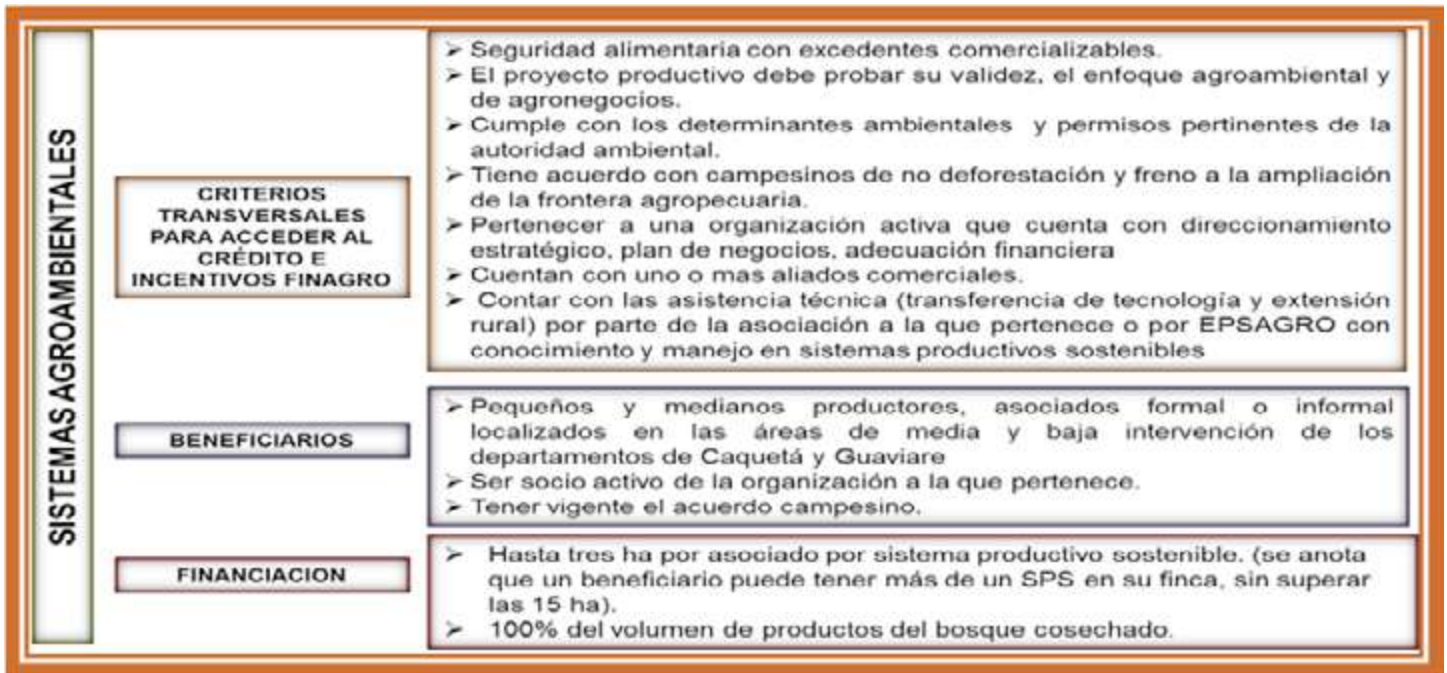 SISTEMAS AGROAMBIENTALES
CRITERIOS
TRANSVERSALES
PARA ACCEDER AL
CRÉDITO E
INCENTIVOS FINAGRO
➢ Seguridad alimentaria con excedentes comercializables.
➢ El proyecto productivo debe probar su validez, el enfoque agroambiental y
de agronegocios.
➢ Cumple con los determinantes ambientales y permisos pertinentes de la
autoridad ambiental.
➢ Tiene acuerdo con campesinos de no deforestación y freno a la ampliación
de la frontera agropecuaria.
➢ Pertenecer a una organización activa que cuenta con direccionamiento
estratégico, plan de negocios, adecuación financiera
➢ Cuentan con uno o mas aliados comerciales.
➢ Contar con las asistencia técnica (transferencia de tecnología y extensión
rural) por parte de la asociación a la que pertenece o por EPSAGRO con
conocimiento y manejo en sistemas productivos sostenibles
BENEFICIARIOS
➢ Pequeños y medianos productores, asociados formal o informal
localizados en las áreas de media y baja intervención de los
departamentos de Caquetá y Guaviare
➢ Ser socio activo de la organización a la que pertenece.
➢ Tener vigente el acuerdo campesino.
FINANCIACION
➢ Hasta tres ha por asociado por sistema productivo sostenible. (se anota
que un beneficiario puede tener más de un SPS en su finca, sin superar
las 15 ha).
➢ 100% del volumen de productos del bosque cosechado.